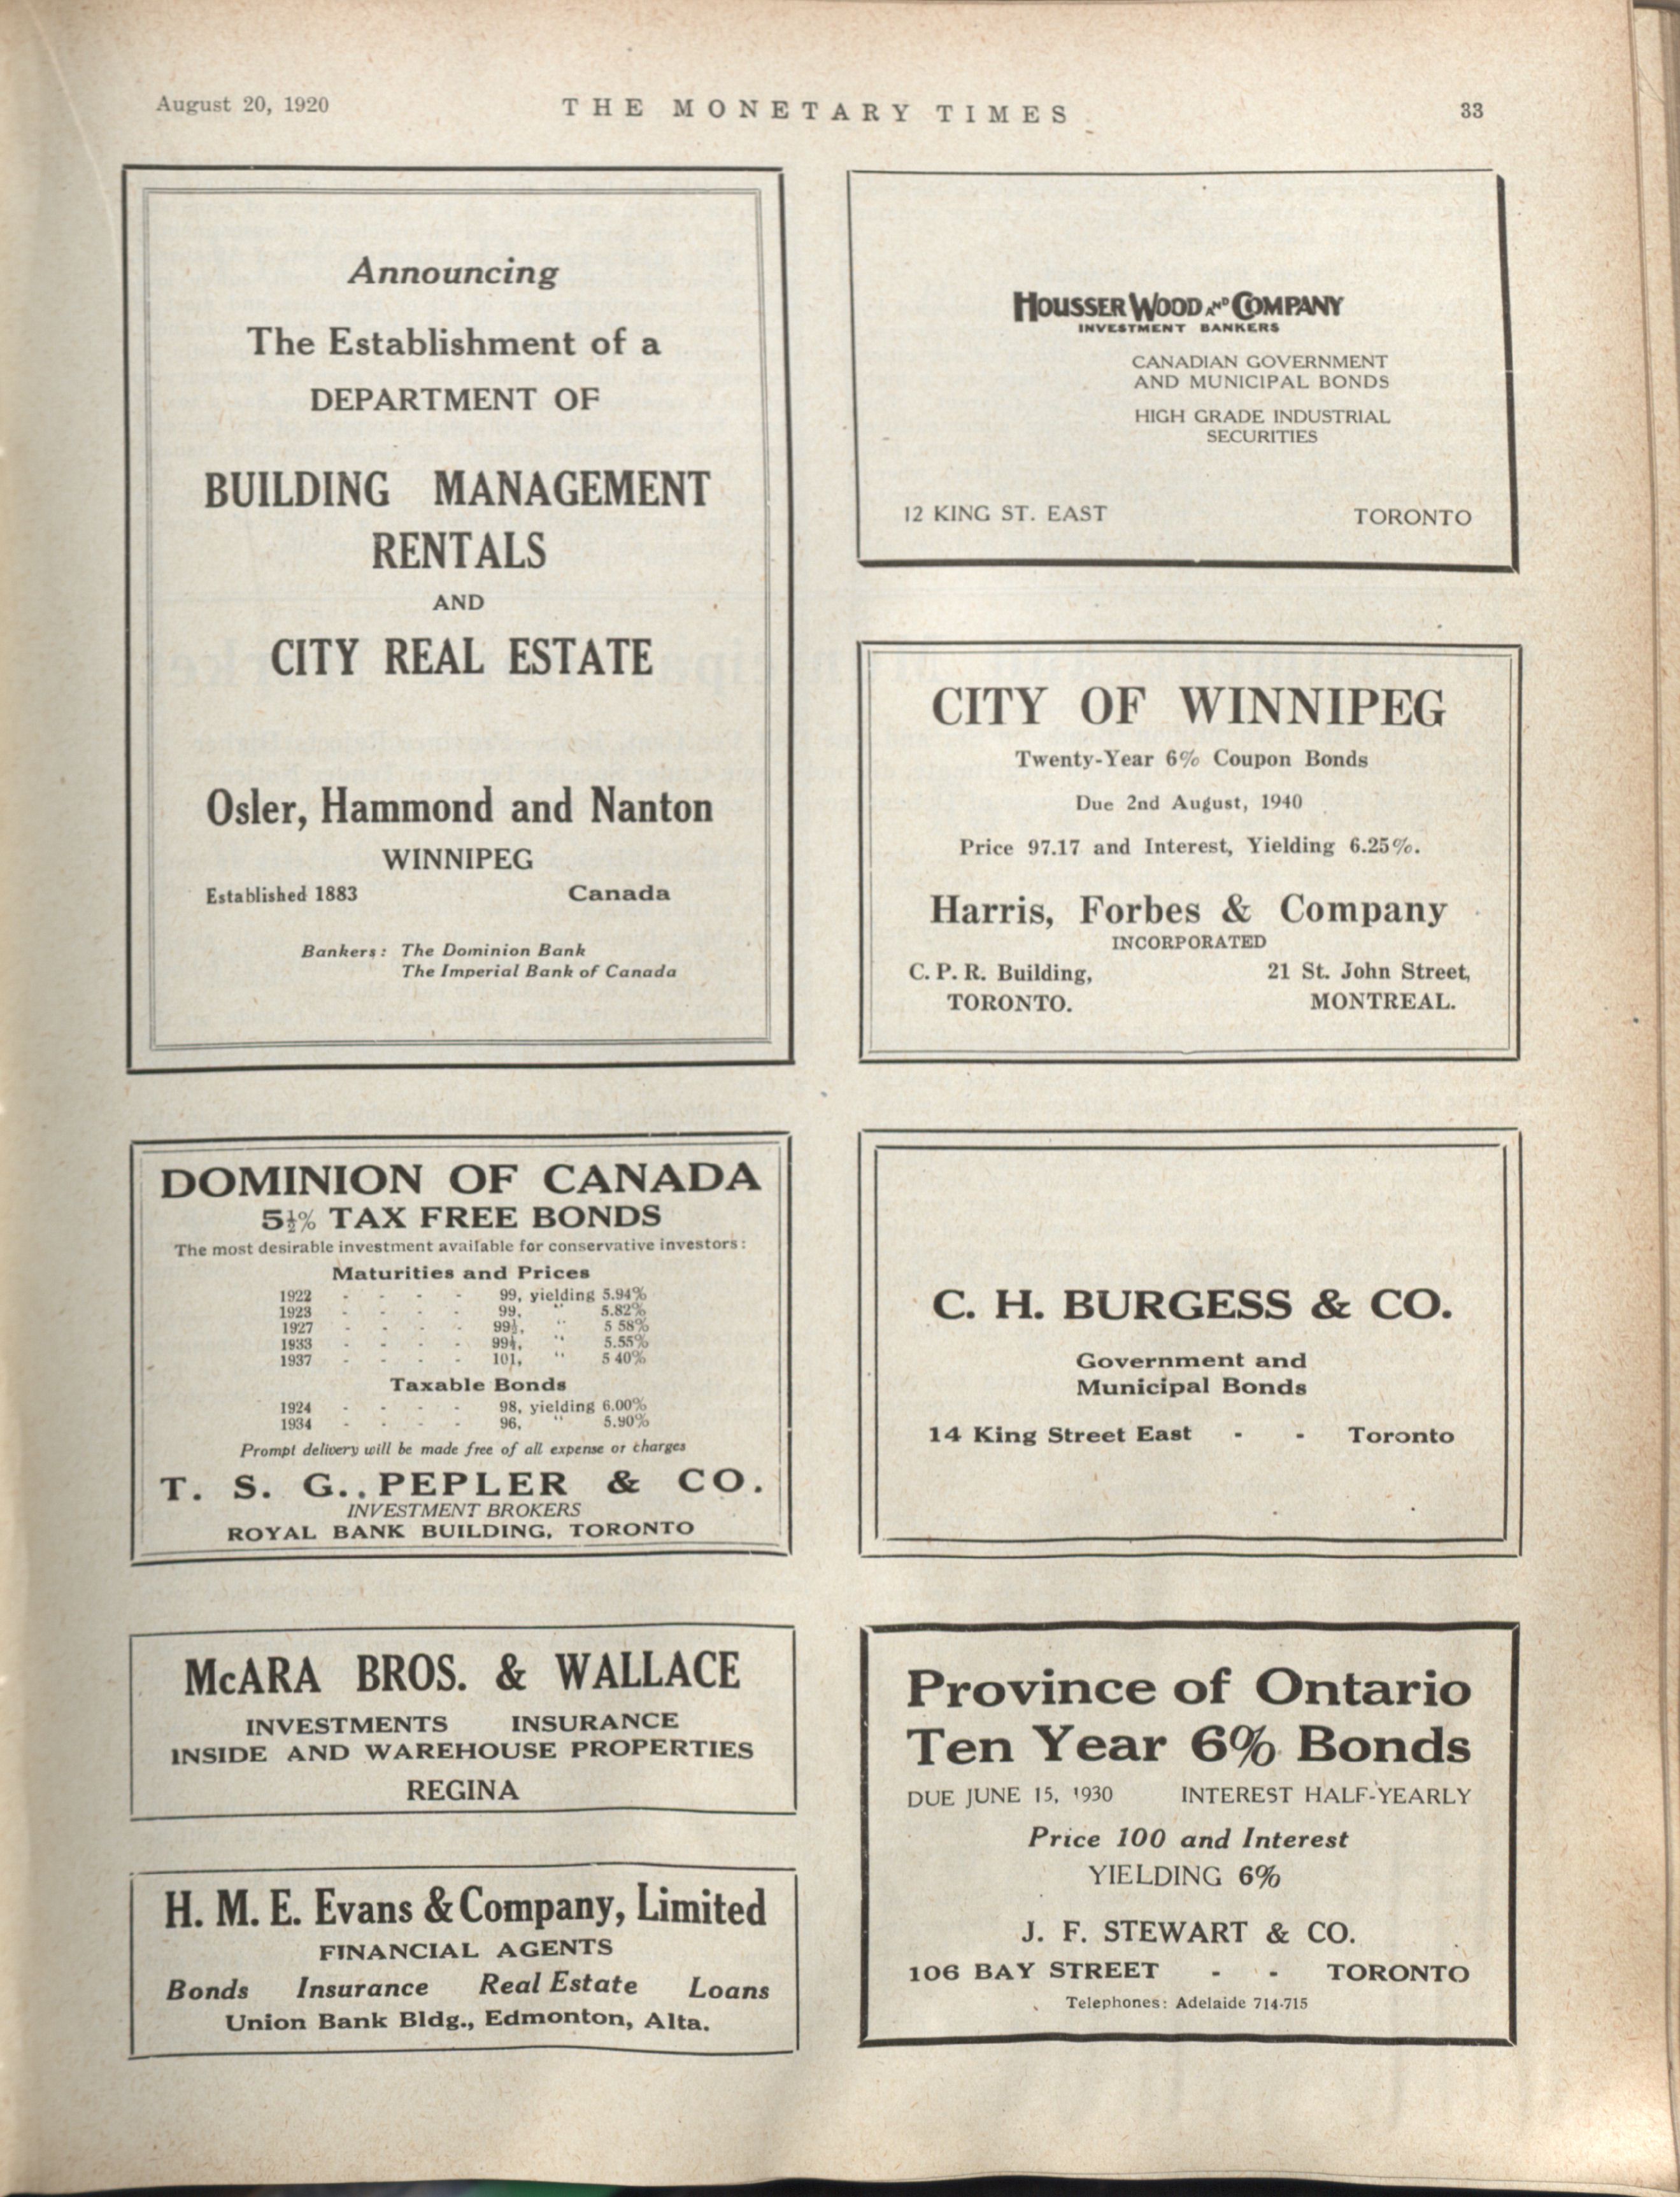 August 20, 1920
THE MONETARY TIMES
33
Announcing
The Establishment of a
DEPARTMENT OF
BUILDING MANAGEMENT
RENTALS
AND
CITY REAL ESTATE
Osler, Hammond and Nanton
WINNIPEG
Established 1883 Canada
Bankers: The Dominion Bank
The Imperial Bank of Canada
DOMINION OF CANADA
5½% TAX FREE BONDS
The most desirable investment available for conservative investors:
Maturities and Prices
1922 - - - - 99, yielding 5.94%
1923 - - - - 99, " 5.82%
1927 - - - - 99½, " 5 58%
1933 - - - - 99½, " 5.55%
1937 - - - - 101, " 5 40%
Taxable Bonds
1924 - - - - 98, yielding 6.00%
1934 - - - - 96, " 5.90%
Prompt delivery will be made free of all expense or charges
T. S. G. PEPLER & CO.
INVESTMENT BROKERS
ROYAL BANK BUILDING, TORONTO
McARA BROS. & WALLACE
INVESTMENTS INSURANCE
INSIDE AND WAREHOUSE PROPERTIES
REGINA
H. M. E. Evans & Company, Limited
FINANCIAL AGENTS
Bonds Insurance Real Estate Loans
Union Bank Bldg., Edmonton, Alta.
HOUSSER WOOD AND COMPANY
INVESTMENT BANKERS
CANADIAN GOVERNMENT
AND MUNICIPAL BONDS
HIGH GRADE INDUSTRIAL
SECURITIES
12 KING ST. EAST TORONTO
CITY OF WINNIPEG
Twenty-Year 6% Coupon Bonds
Due 2nd August, 1940
Price 97.17 and Interest, Yielding 6.25%.
Harris, Forbes & Company
INCORPORATED
C. P. R. Building, 21 St. John Street,
TORONTO. MONTREAL.
C. H. BURGESS & CO.
Government and
Municipal Bonds
14 King Street East - - Toronto
Province of Ontario
Ten Year 6% Bonds
DUE JUNE 15, 1930 INTEREST HALF-YEARLY
Price 100 and Interest
YIELDING 6%
J. F. STEWART & CO.
106 BAY STREET - - TORONTO
Telephones: Adelaide 714-715